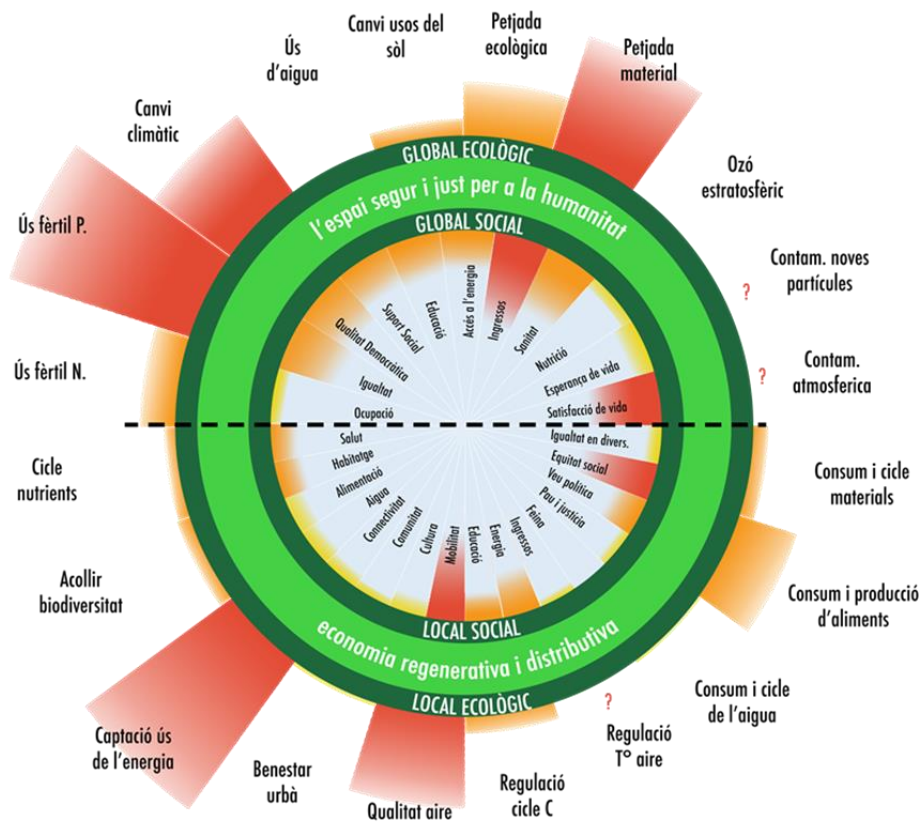 Canvi usos del
sòl
Petjada
ecològica
Petjada
material
Ús
d'aigua
Canvi
climàtic
Ozó
estratosfèric
Ús fèrtil P.
Contam. noves
partícules
?
Ús fèrtil N.
Contam.
atmosferica
?
GLOBAL ECOLÒGIC
l'espai segur i just per a la humanitat
GLOBAL SOCIAL
Ocupació
Igualtat
Qualitat Democràtica
Suport Social
Educació
Accés a l'energia
Ingressos
Sanitat
Nutrició
Esperança de vida
Satisfacció de vida
Salut
Habitatge
Alimentació
Aigua
Connectivitat
Comunitat
Cultura
Mobilitat
Educació
Energia
Ingressos
Feina
Pau i justícia
Veu política
Equitat social
Igualtat en divers.
LOCAL SOCIAL
economia regenerativa i distributiva
LOCAL ECOLÒGIC
Cicle
nutrients
Consum i cicle
materials
Acollir
biodiversitat
Consum i producció
d'aliments
Captació ús
de l'energia
Consum i cicle
de l'aigua
?
Benestar
urbà
Qualitat aire
Regulació
cicle C
Regulació
Tº aire